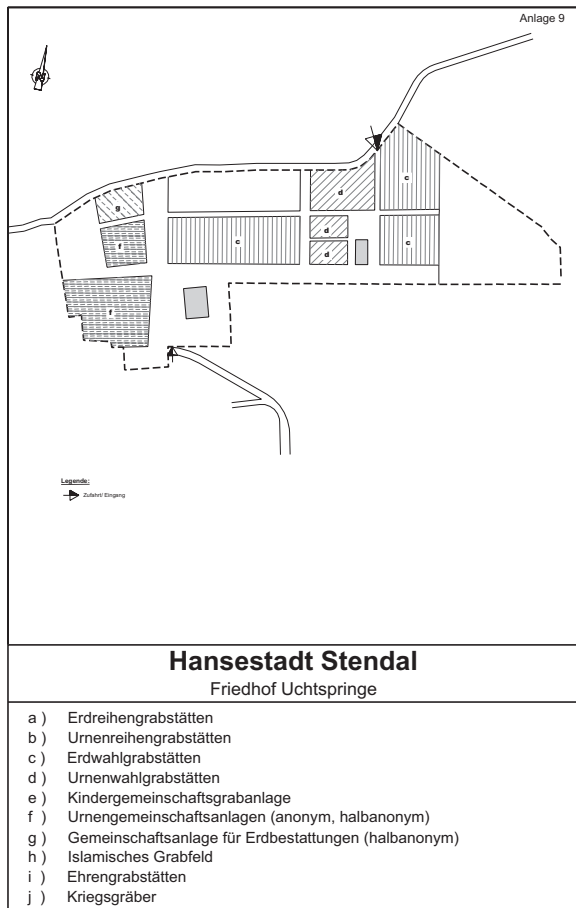 Anlage 9
N
g
f
f
c
d
d
d
c
c
Legende:
Zufahrt/ Eingang
Hansestadt Stendal
Friedhof Uchtspringe
a ) Erdreihengrabstätten
b ) Urnenreihengrabstätten
c ) Erdwahlgrabstätten
d ) Urnenwahlgrabstätten
e ) Kindergemeinschaftsgrabanlage
f ) Urnengemeinschaftsanlagen (anonym, halbanonym)
g ) Gemeinschaftsanlage für Erdbestattungen (halbanonym)
h ) Islamisches Grabfeld
i ) Ehrengrabstätten
j ) Kriegsgräber